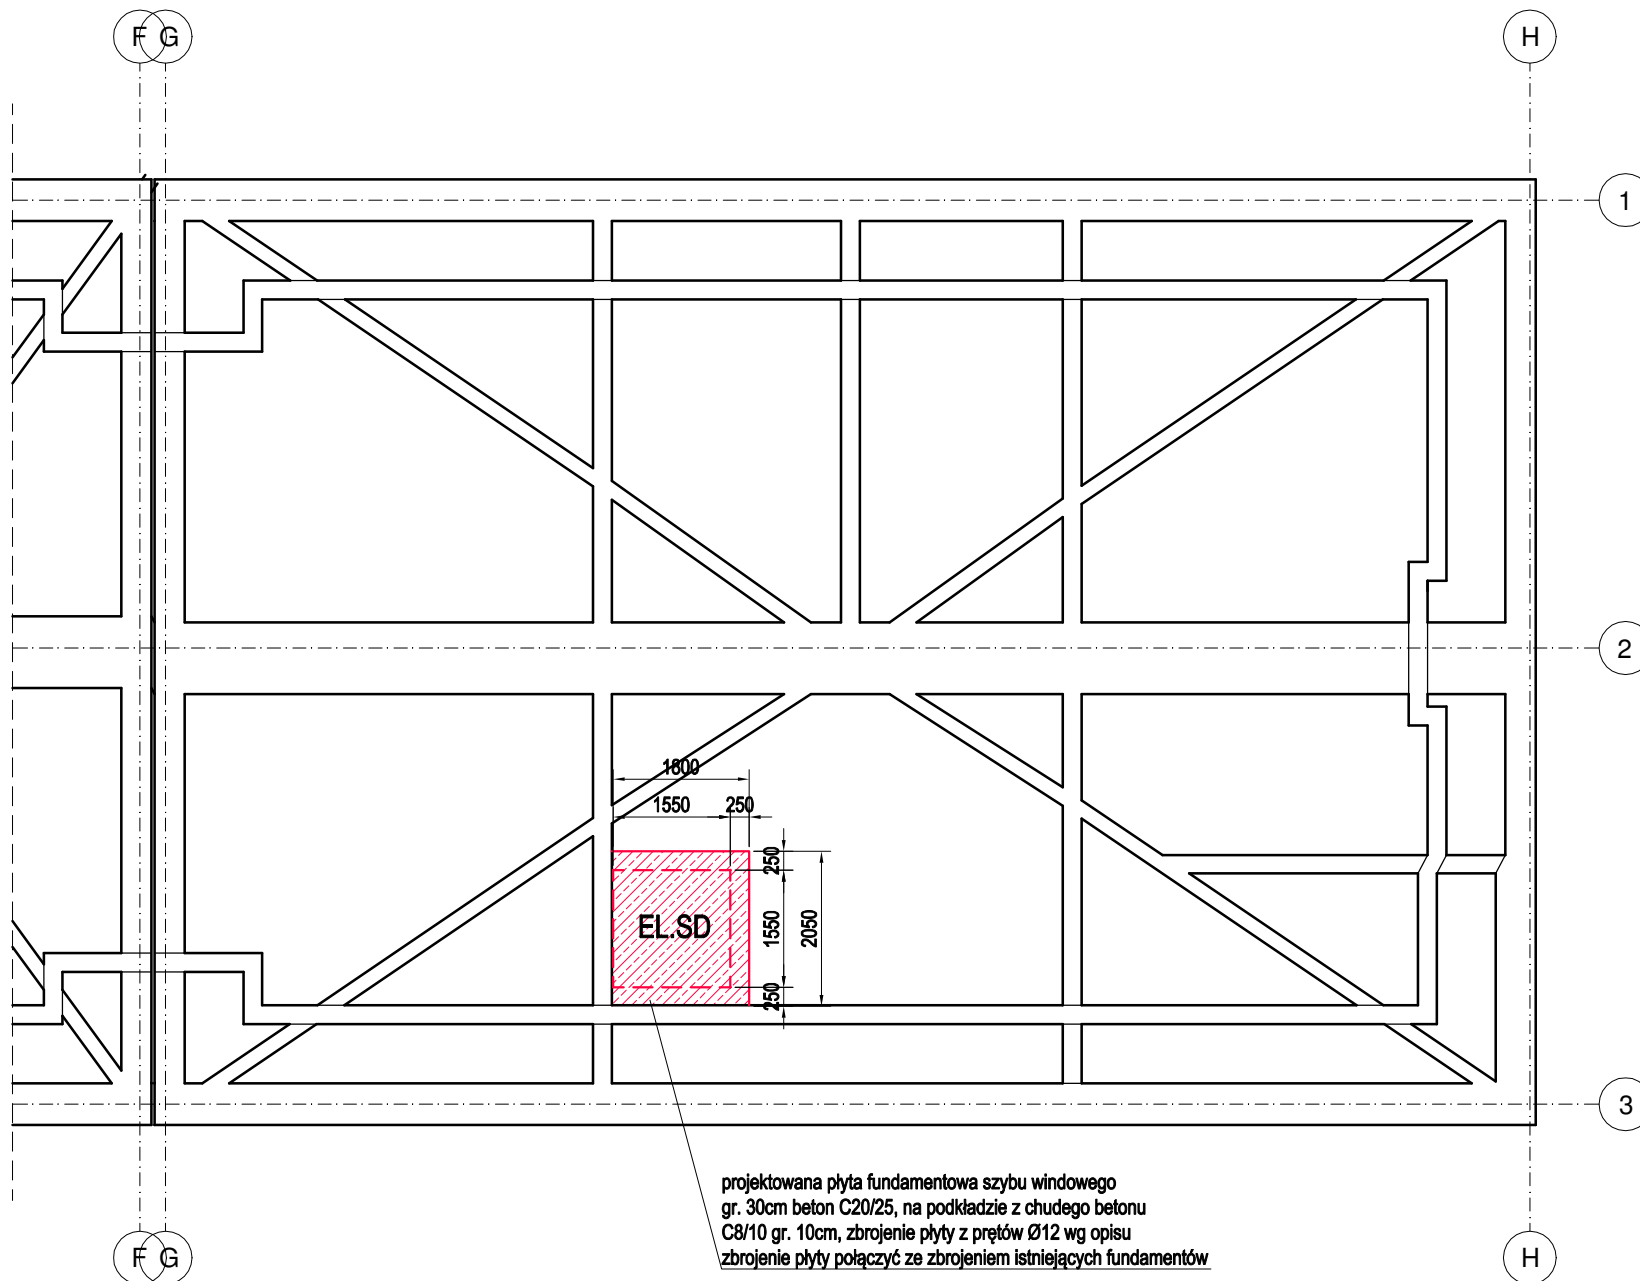 F G H
1
2
1800
1550 250
250
1550
2050
250
EL.SD
3
projektowana płyta fundamentowa szybu windowego
gr. 30cm beton C20/25, na podkładzie z chudego betonu
C8/10 gr. 10cm, zbrojenie płyty z prętów Ø12 wg opisu
zbrojenie płyty połączyć ze zbrojeniem istniejących fundamentów
F G H